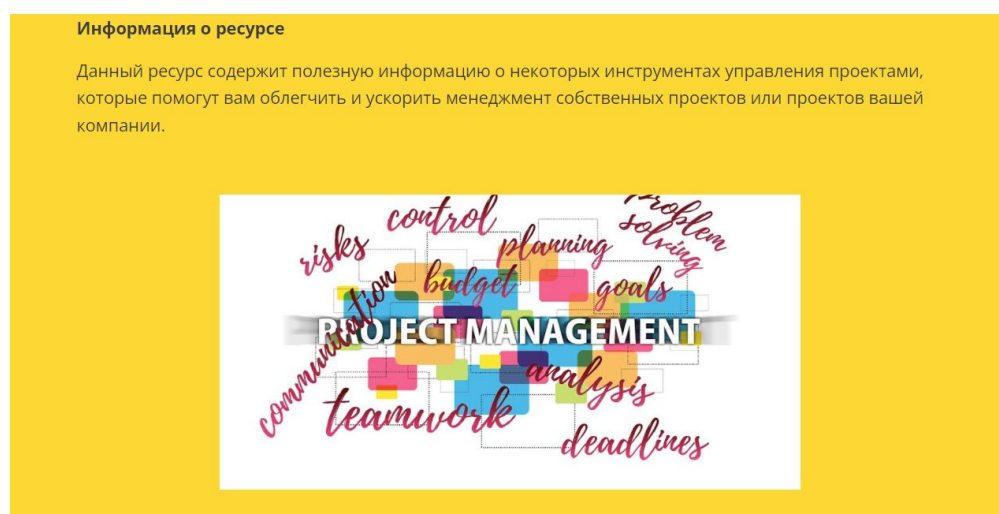 Информация о ресурсе
Данный ресурс содержит полезную информацию о некоторых инструментах управления проектами,
которые помогут вам облегчить и ускорить менеджмент собственных проектов или проектов вашей
компании.
problem
solving
control
risks
planning
budget
goals
communication
PROJECT MANAGEMENT
analysis
teamwork
deadlines